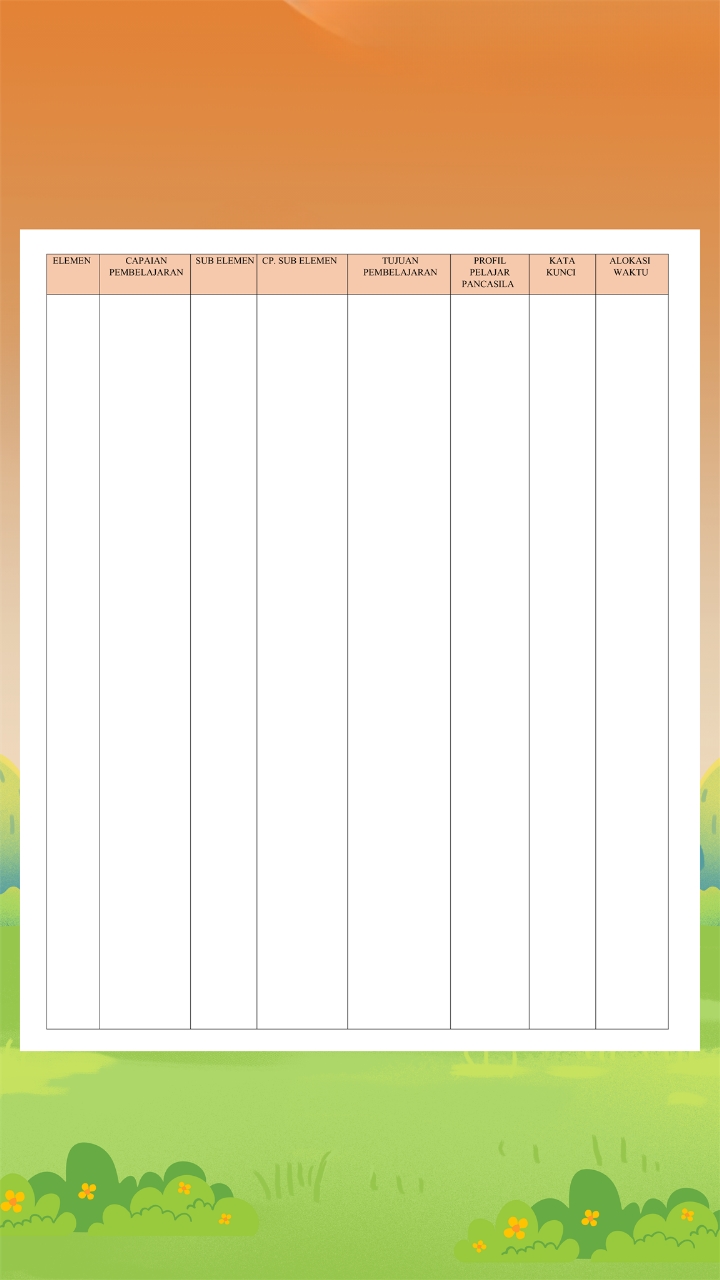 ELEMEN
CAPAIAN
PEMBELAJARAN
SUB ELEMEN
CP. SUB ELEMEN
TUJUAN
PEMBELAJARAN
PROFIL
PELAJAR
PANCASILA
KATA
KUNCI
ALOKASI
WAKTU